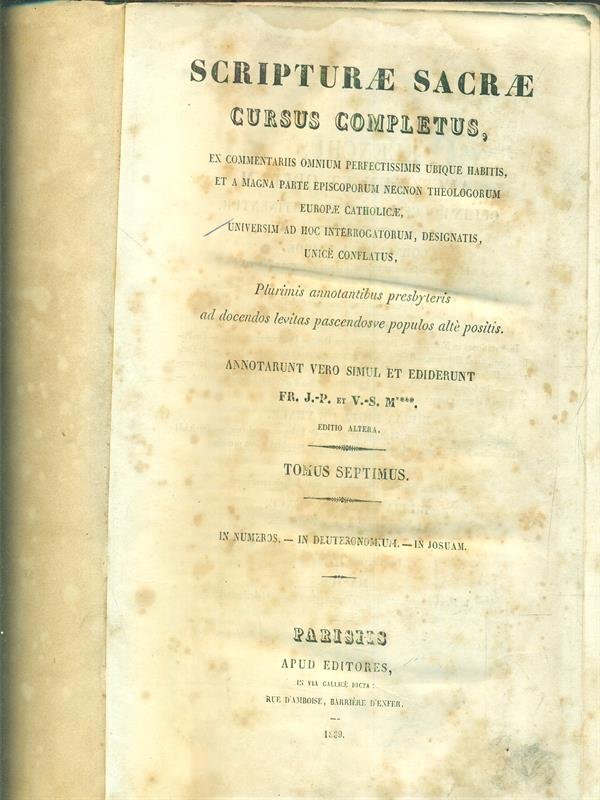 SCRIPTURÆ SACRÆ
CURSUS COMPLETUS,
EX COMMENTARIIS OMNIUM PERFECTISSIMIS UBIQUE HABITIS,
ET A MAGNA PARTE EPISCOPORUM NECNON THEOLOGORUM
EUROPÆ CATHOLICÆ,
UNIVERSIM AD HOC INTERROGATORUM, DESIGNATIS,
UNICÈ CONFLATUS,
Plurimis annotantibus presbyteris
ad docendos levitas pascendosve populos altè positis.
ANNOTARUNT VERO SIMUL ET EDIDERUNT
FR. J.-P. ET V.-S. M****.
EDITIO ALTERA.
TOMUS SEPTIMUS.
IN NUMEROS. — IN DEUTERONOMIUM. — IN JOSUAM.
PARISIIS
APUD EDITORES,
IN VIA GALLICÈ DICTA :
RUE D'AMBOISE, BARRIÈRE D'ENFER.
1839.